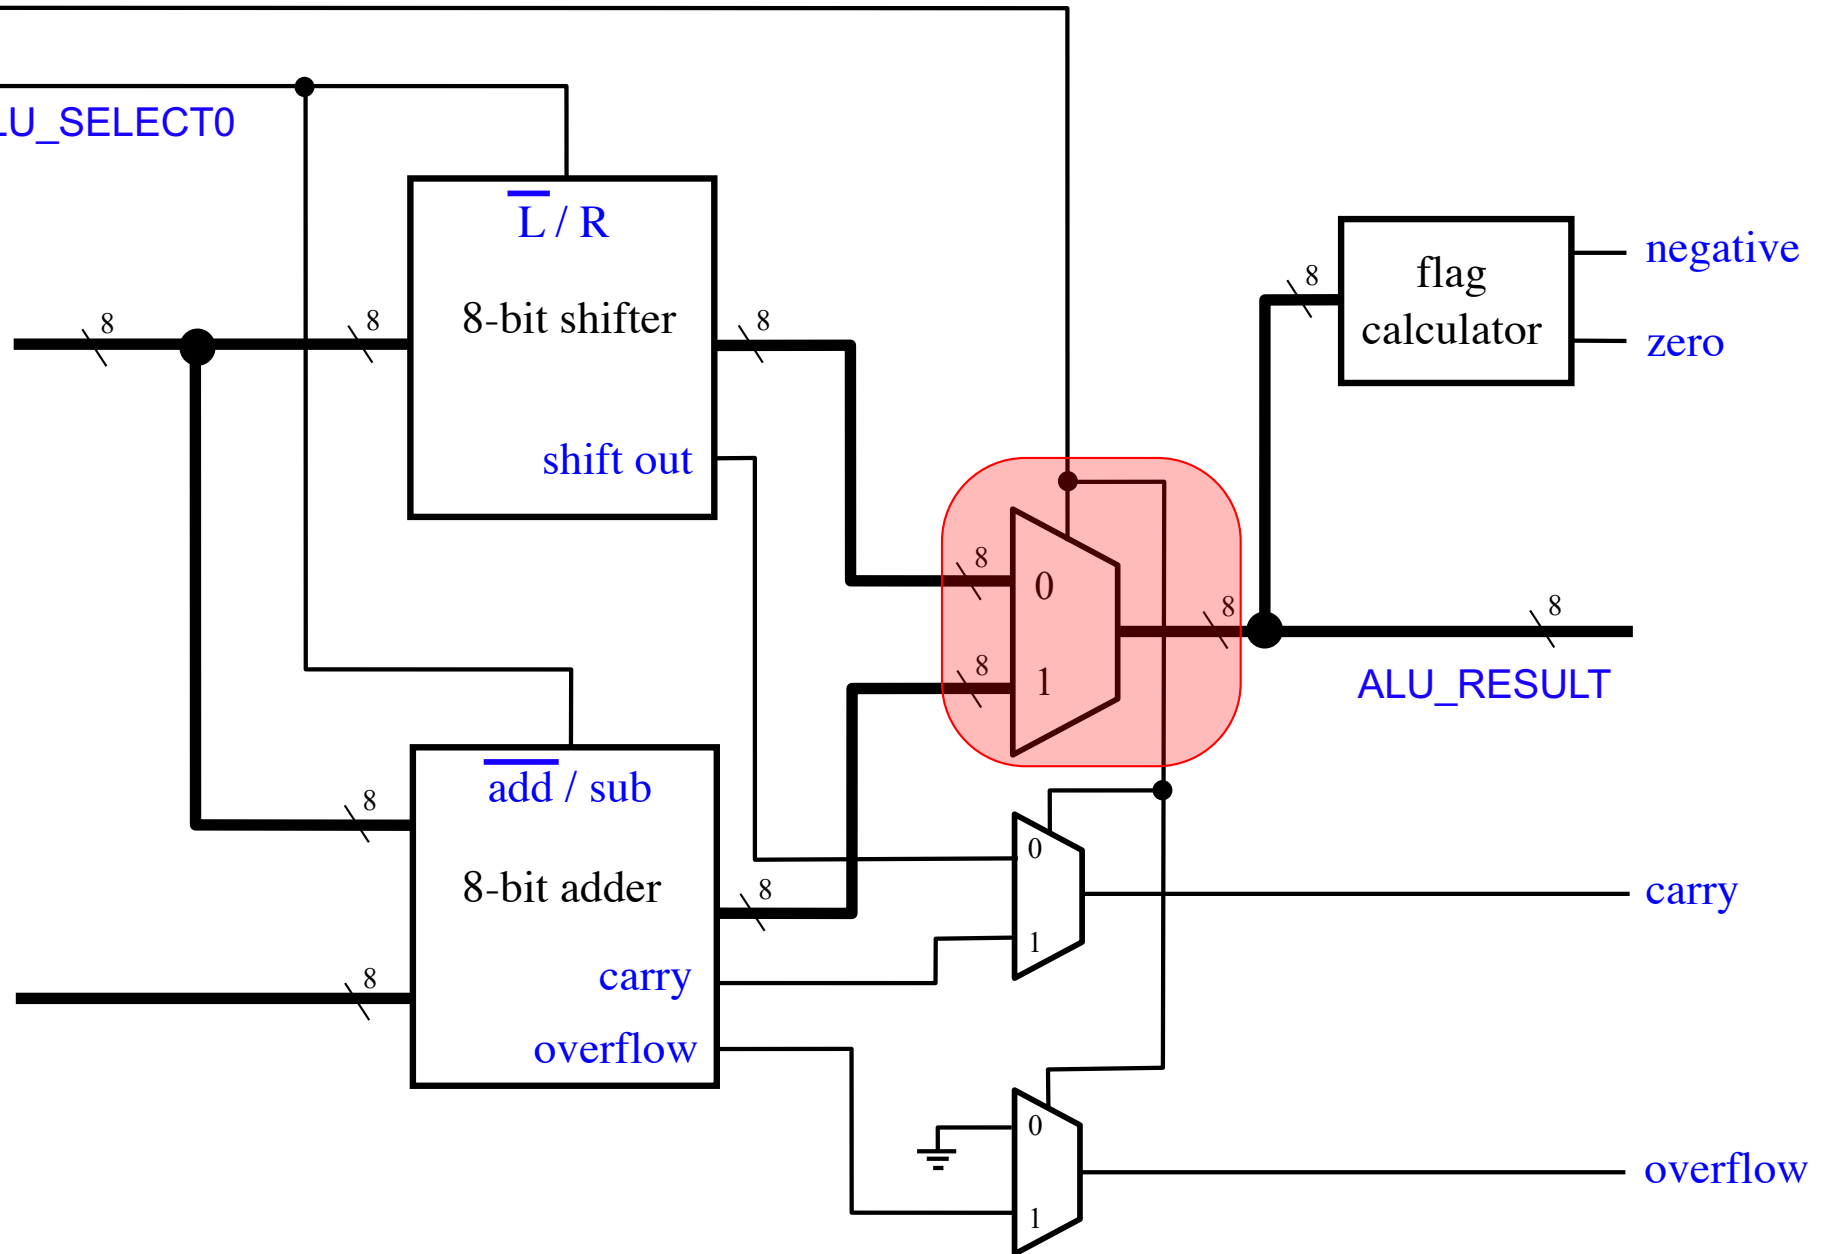 LU_SELECT0
L / R
8-bit shifter
shift out
8
8
8
negative
flag
calculator
zero
8
8
0
8
1
8
8
ALU_RESULT
add / sub
8-bit adder
carry
overflow
8
8
8
0
1
carry
0
1
overflow